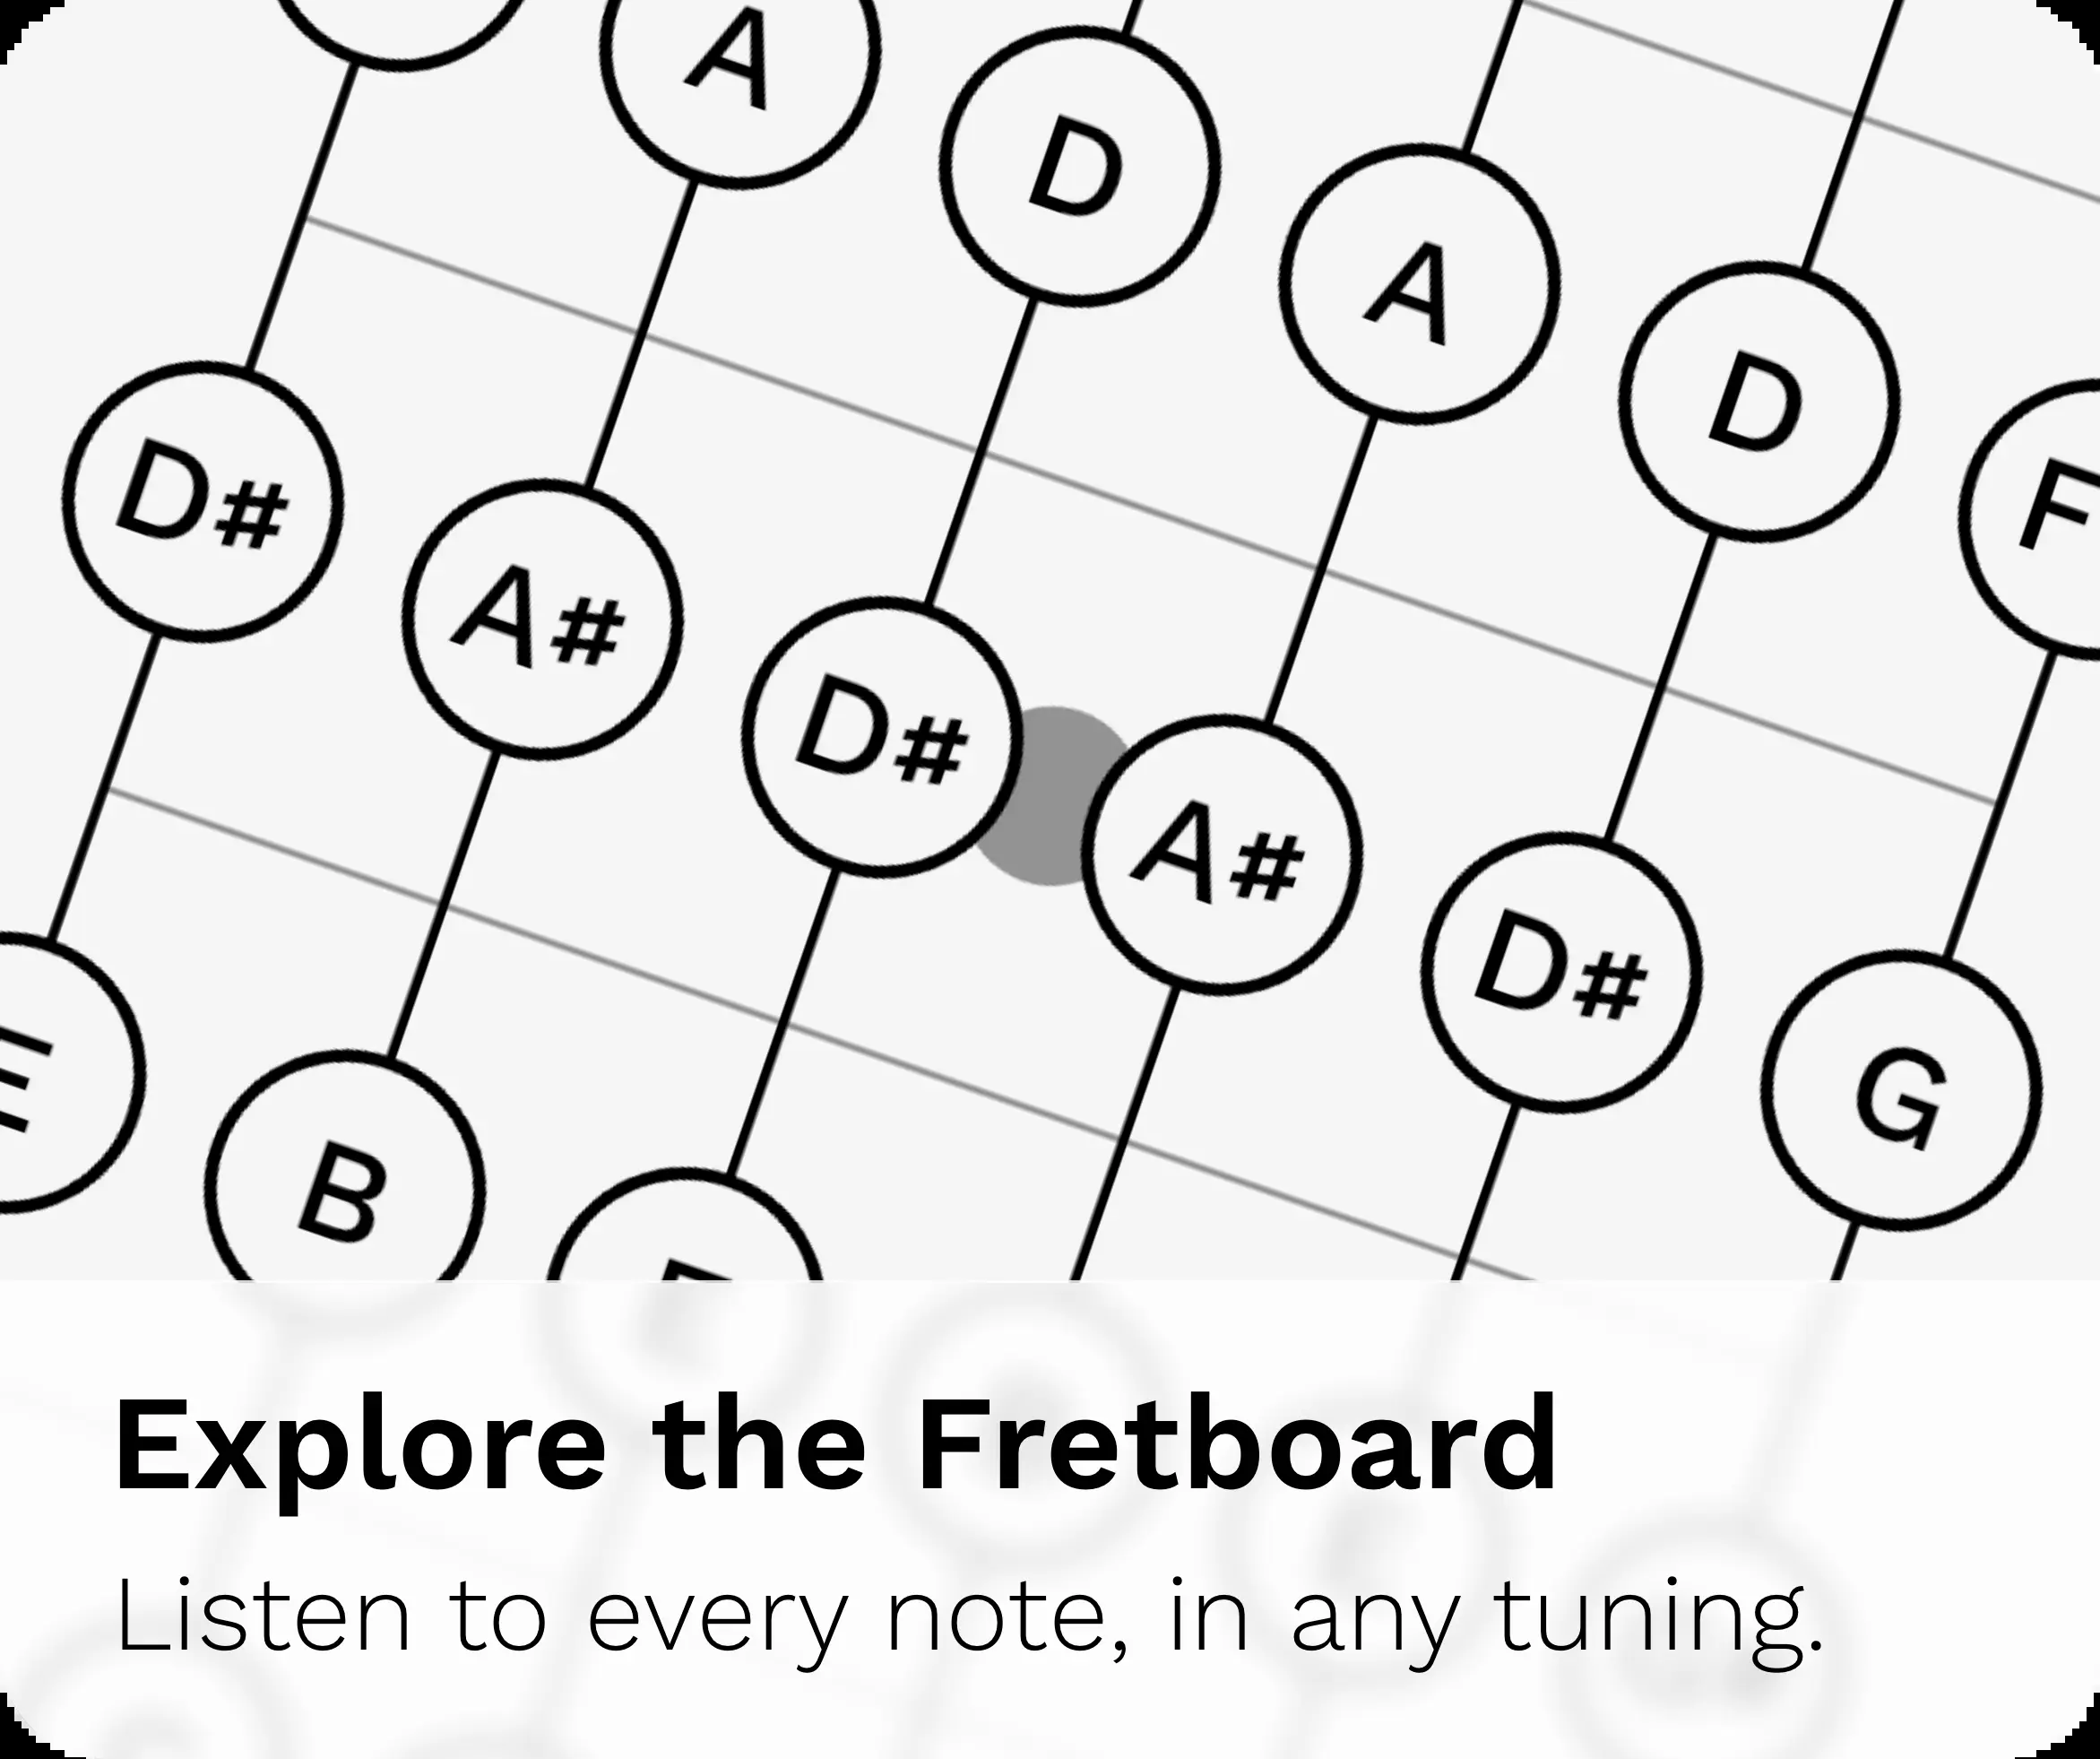 A D A D F
D# A# D# A# D# G
E B
Explore the Fretboard
Listen to every note, in any tuning.